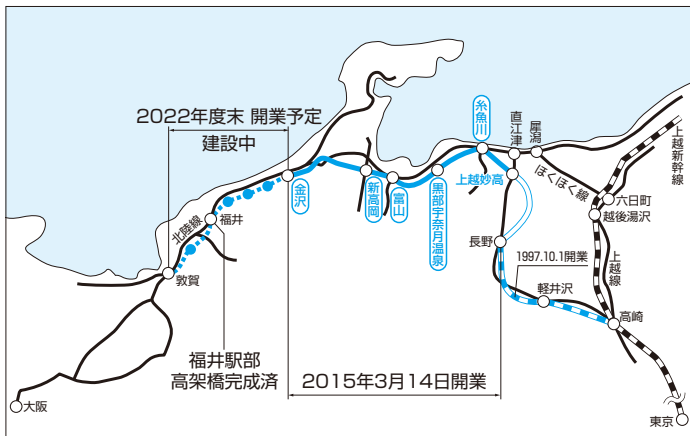 2022年度末 開業予定
建設中
金沢
新高岡
富山
黒部宇奈月温泉
糸魚川
上越妙高
直江津
犀潟
ほくほく線
上越新幹線
六日町
越後湯沢
上越線
長野
1997.10.1開業
軽井沢
高崎
東京
北陸線
福井
敦賀
福井駅部
高架橋完成済
2015年3月14日開業
大阪